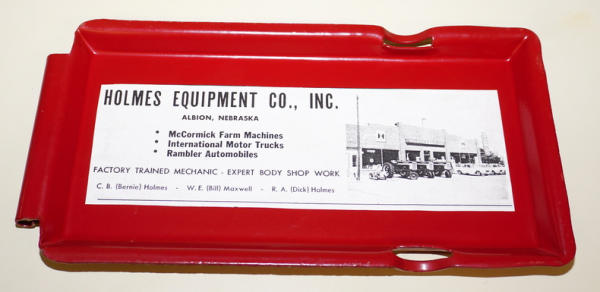 HOLMES EQUIPMENT CO., INC.
ALBION, NEBRASKA
* McCormick Farm Machines
* International Motor Trucks
* Rambler Automobiles
FACTORY TRAINED MECHANIC - EXPERT BODY SHOP WORK
C. B. (Bernie) Holmes - W. E. (Bill) Maxwell - R. A. (Dick) Holmes